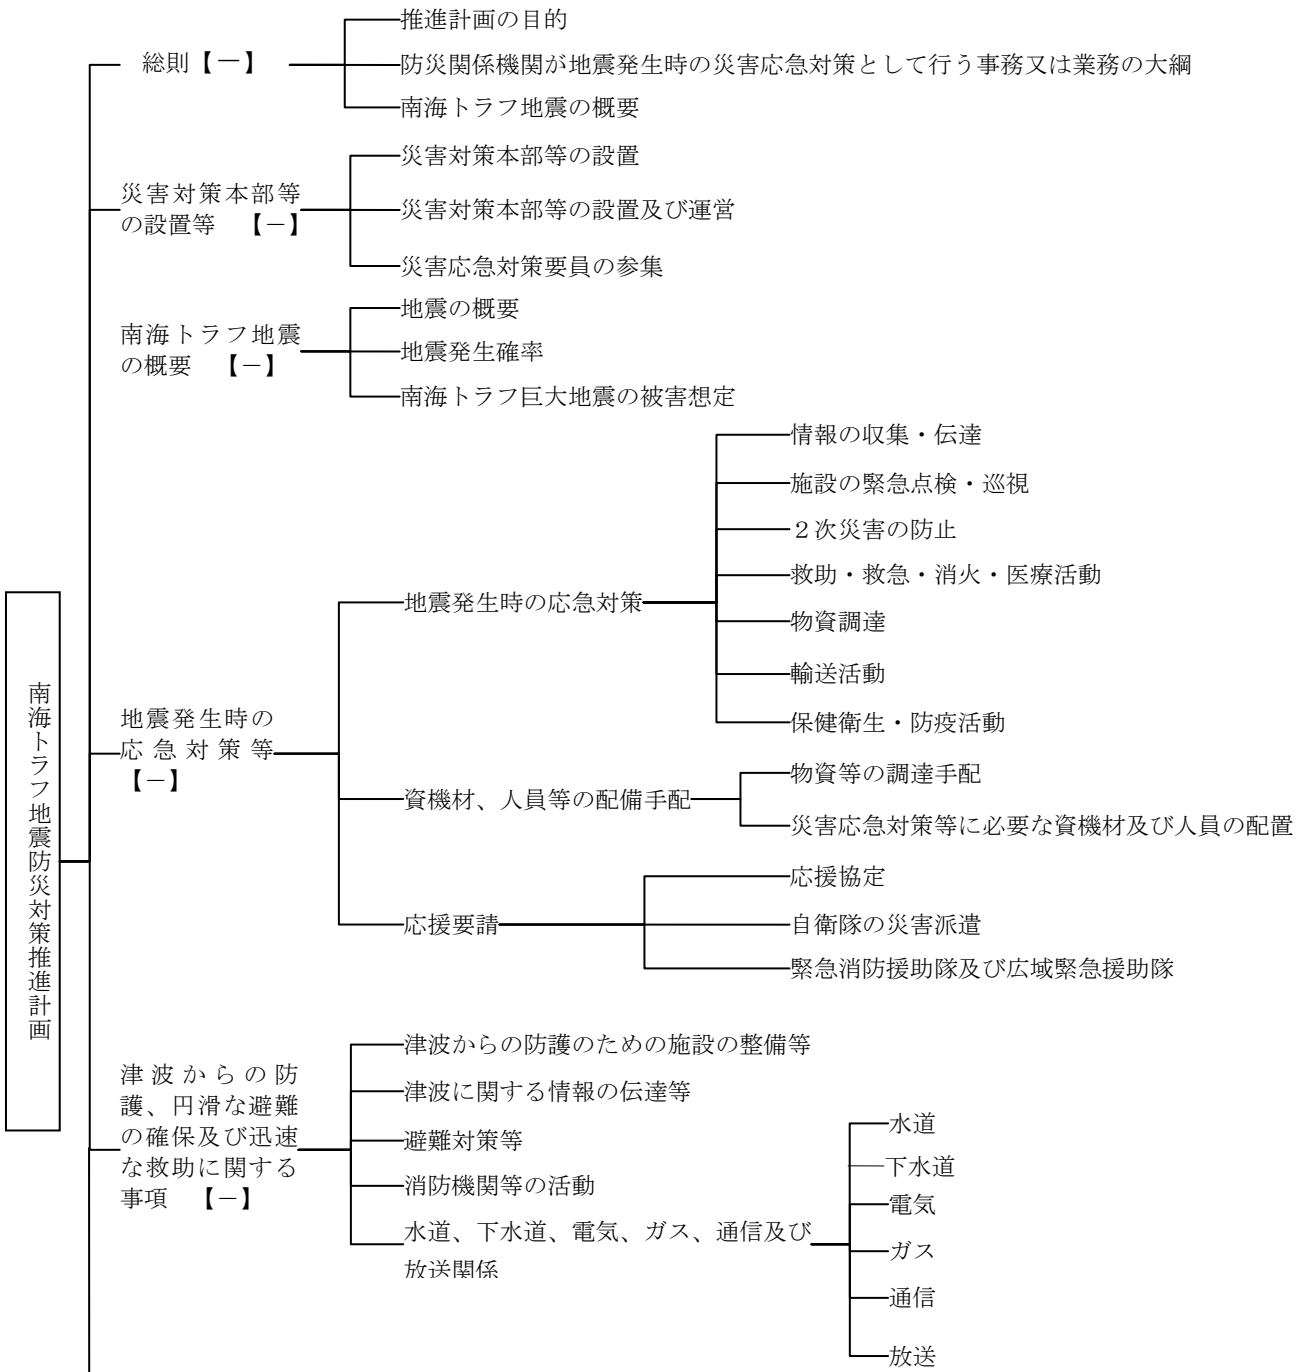 南海トラフ地震防災対策推進計画
総則【－】
推進計画の目的
防災関係機関が地震発生時の災害応急対策として行う事務又は業務の大綱
南海トラフ地震の概要
災害対策本部等
の設置等　【－】
災害対策本部等の設置
災害対策本部等の設置及び運営
災害応急対策要員の参集
南海トラフ地震
の概要　【－】
地震の概要
地震発生確率
南海トラフ巨大地震の被害想定
地震発生時の
応急対策等
【－】
地震発生時の応急対策
情報の収集・伝達
施設の緊急点検・巡視
２次災害の防止
救助・救急・消火・医療活動
物資調達
輸送活動
保健衛生・防疫活動
資機材、人員等の配備手配
物資等の調達手配
災害応急対策等に必要な資機材及び人員の配置
応援要請
応援協定
自衛隊の災害派遣
緊急消防援助隊及び広域緊急援助隊
津波からの防
護、円滑な避難
の確保及び迅速
な救助に関する
事項　【－】
津波からの防護のための施設の整備等
津波に関する情報の伝達等
避難対策等
消防機関等の活動
水道、下水道、電気、ガス、通信及び
放送関係
水道
下水道
電気
ガス
通信
放送